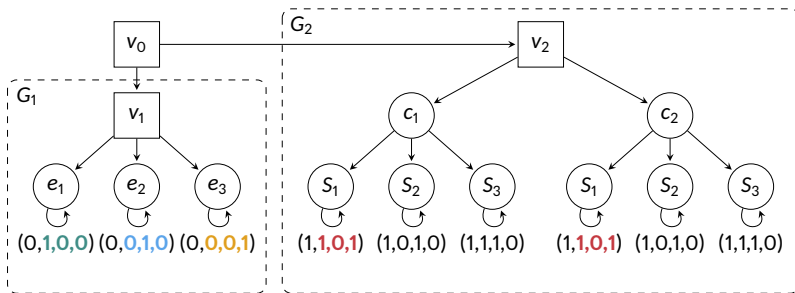 v0 G2 v2
G1 v1 c1 c2
e1 e2 e3 S1 S2 S3 S1 S2 S3
(0,1,0,0) (0,0,1,0) (0,0,0,1) (1,1,0,1) (1,0,1,0) (1,1,1,0) (1,1,0,1) (1,0,1,0) (1,1,1,0)